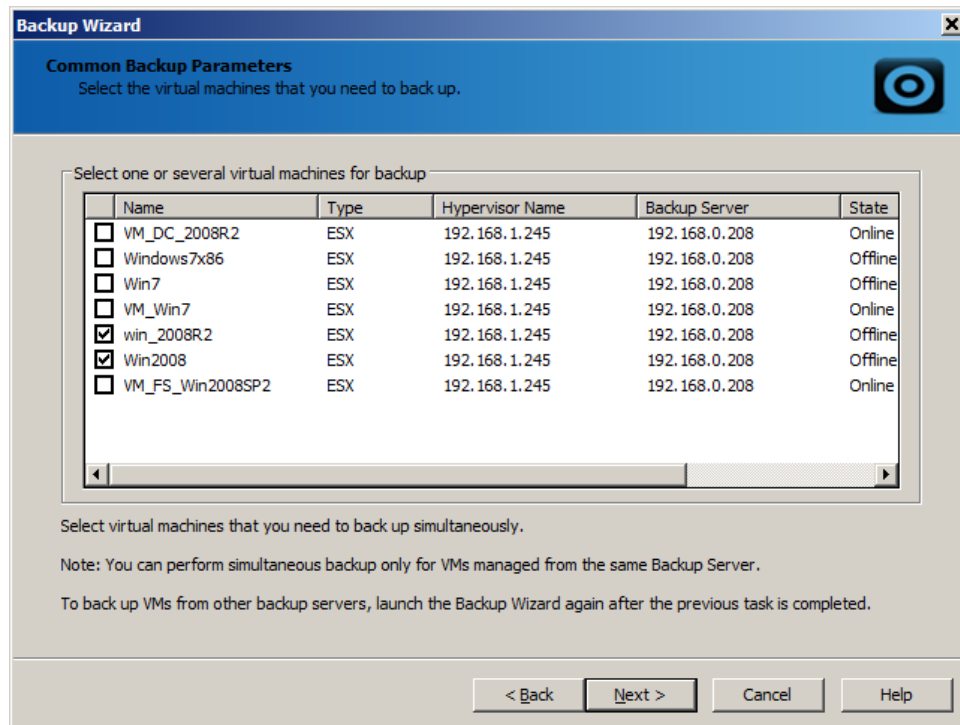 Backup Wizard
Common Backup Parameters
Select the virtual machines that you need to back up.
Select one or several virtual machines for backup
Name Type Hypervisor Name Backup Server State
VM_DC_2008R2 ESX 192.168.1.245 192.168.0.208 Online
Windows7x86 ESX 192.168.1.245 192.168.0.208 Offline
Win7 ESX 192.168.1.245 192.168.0.208 Offline
VM_Win7 ESX 192.168.1.245 192.168.0.208 Online
win_2008R2 ESX 192.168.1.245 192.168.0.208 Offline
Win2008 ESX 192.168.1.245 192.168.0.208 Offline
VM_FS_Win2008SP2 ESX 192.168.1.245 192.168.0.208 Online
Select virtual machines that you need to back up simultaneously.
Note: You can perform simultaneous backup only for VMs managed from the same Backup Server.
To back up VMs from other backup servers, launch the Backup Wizard again after the previous task is completed.
< Back Next > Cancel Help